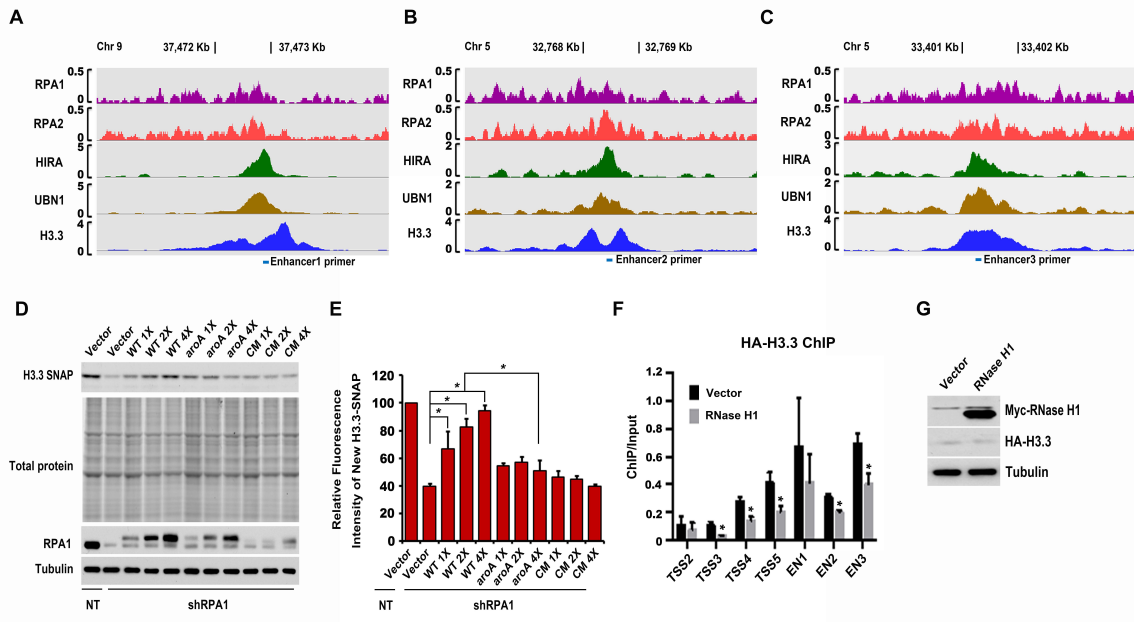 A
Chr 9 37,472 Kb 37,473 Kb
0.5
RPA1
0
0.5
RPA2
0
5
HIRA
0
5
UBN1
0
4
H3.3
0
Enhancer1 primer
B
Chr 5 32,768 Kb 32,769 Kb
0.5
RPA1
0
0.5
RPA2
0
2
HIRA
0
2
UBN1
0
4
H3.3
0
Enhancer2 primer
C
Chr 5 33,401 Kb 33,402 Kb
0.5
RPA1
0
0.5
RPA2
0
3
HIRA
0
2
UBN1
0
4
H3.3
0
Enhancer3 primer
D
Vector
Vector
WT 1X
WT 2X
WT 4X
aroA 1X
aroA 2X
aroA 4X
CM 1X
CM 2X
CM 4X
H3.3 SNAP
Total protein
RPA1
Tubulin
NT
shRPA1
E
Relative Fluorescence
Intensity of New H3.3-SNAP
120
100
80
60
40
20
0
*
*
*
*
Vector
Vector
WT 1X
WT 2X
WT 4X
aroA 1X
aroA 2X
aroA 4X
CM 1X
CM 2X
CM 4X
NT
shRPA1
F
HA-H3.3 ChIP
ChIP/Input
1.2
1.0
0.8
0.6
0.4
0.2
0
Vector
RNase H1
*
*
*
*
*
TSS2
TSS3
TSS4
TSS5
EN1
EN2
EN3
G
Vector
RNase H1
Myc-RNase H1
HA-H3.3
Tubulin